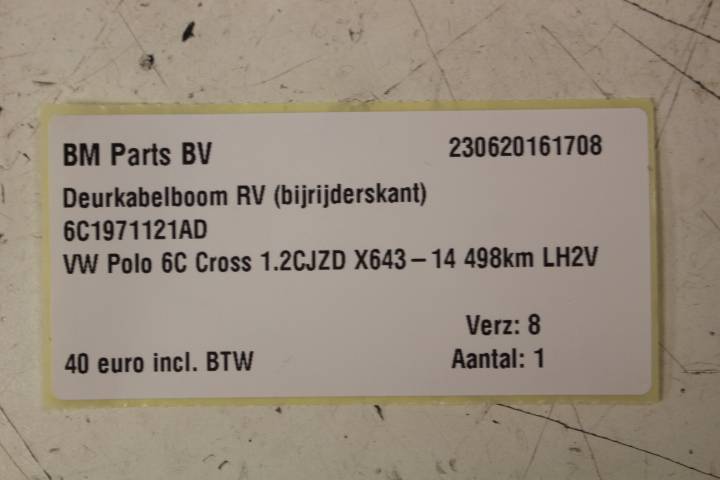 BM Parts BV 230620161708
Deurkabelboom RV (bijrijderskant)
6C1971121AD
VW Polo 6C Cross 1.2CJZD X643-14 498km LH2V
Verz: 8
40 euro incl. BTW Aantal: 1